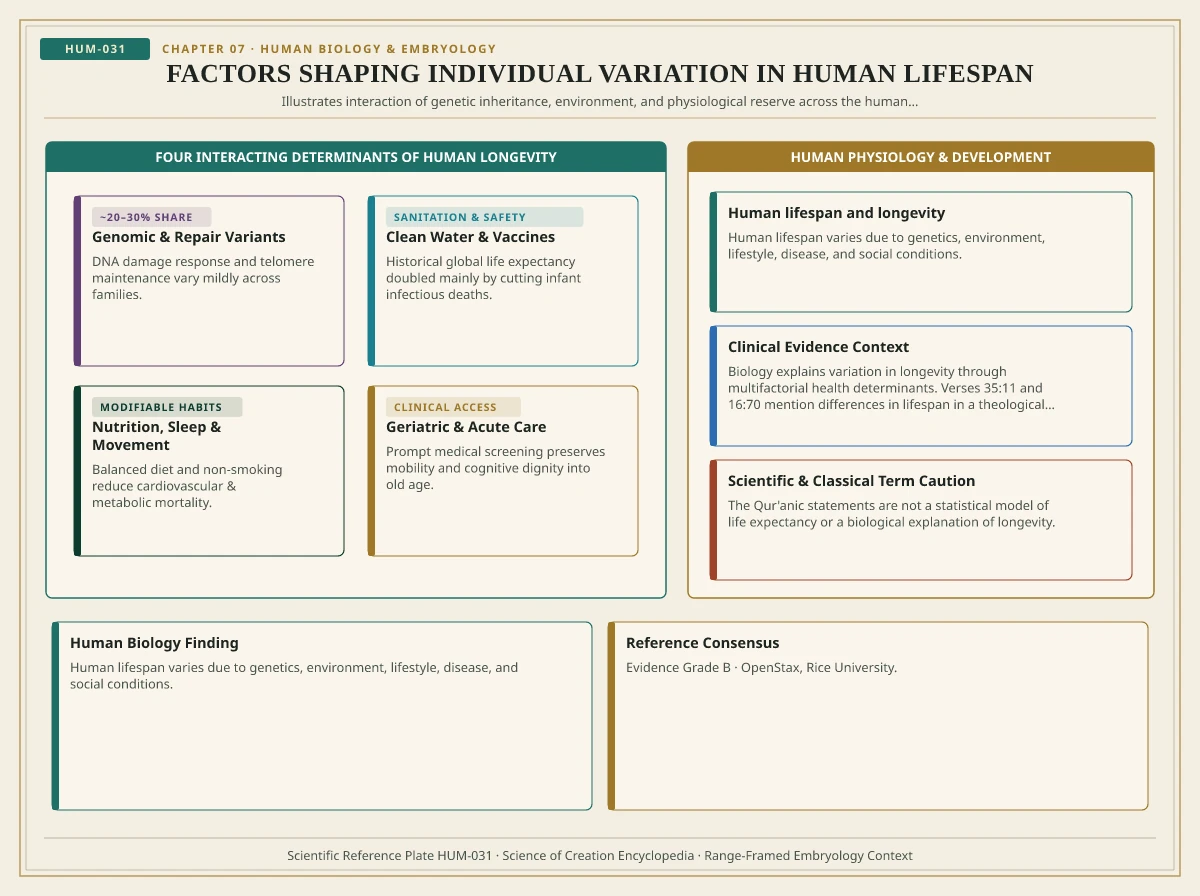 HUM-031
CHAPTER 07 · HUMAN BIOLOGY & EMBRYOLOGY
FACTORS SHAPING INDIVIDUAL VARIATION IN HUMAN LIFESPAN
Illustrates interaction of genetic inheritance, environment, and physiological reserve across the human...
FOUR INTERACTING DETERMINANTS OF HUMAN LONGEVITY
~20–30% SHARE
Genomic & Repair Variants
DNA damage response and telomere
maintenance vary mildly across
families.
SANITATION & SAFETY
Clean Water & Vaccines
Historical global life expectancy
doubled mainly by cutting infant
infectious deaths.
MODIFIABLE HABITS
Nutrition, Sleep &
Movement
Balanced diet and non-smoking
reduce cardiovascular &
metabolic mortality.
CLINICAL ACCESS
Geriatric & Acute Care
Prompt medical screening preserves
mobility and cognitive dignity into
old age.
HUMAN PHYSIOLOGY & DEVELOPMENT
Human lifespan and longevity
Human lifespan varies due to genetics, environment,
lifestyle, disease, and social conditions.
Clinical Evidence Context
Biology explains variation in longevity through
multifactorial health determinants. Verses 35:11 and
16:70 mention differences in lifespan in a theological...
Scientific & Classical Term Caution
The Qur'anic statements are not a statistical model of
life expectancy or a biological explanation of longevity.
Human Biology Finding
Human lifespan varies due to genetics, environment, lifestyle, disease, and
social conditions.
Reference Consensus
Evidence Grade B · OpenStax, Rice University.
Scientific Reference Plate HUM-031 · Science of Creation Encyclopedia · Range-Framed Embryology Context